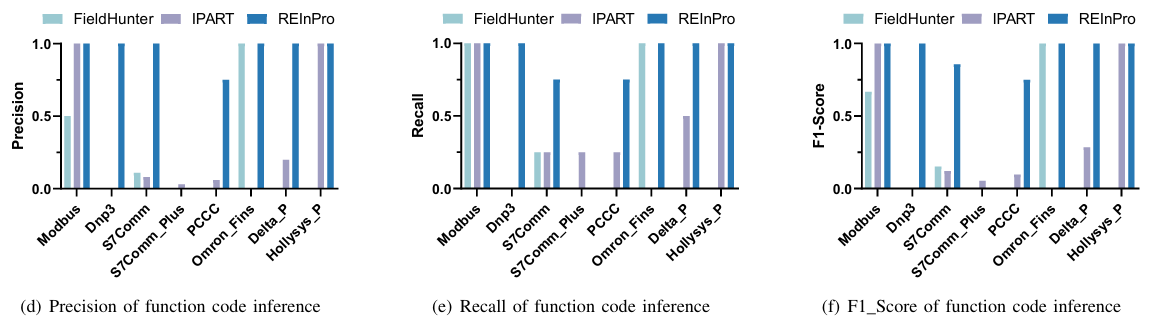 FieldHunter IPART REInPro
1.0
0.5
0.0
Precision
Modbus
Dnp3
S7Comm
S7Comm_Plus
PCCC
Omron_Fins
Delta_P
Hollysys_P
(d) Precision of function code inference
FieldHunter IPART REInPro
1.0
0.5
0.0
Recall
Modbus
Dnp3
S7Comm
S7Comm_Plus
PCCC
Omron_Fins
Delta_P
Hollysys_P
(e) Recall of function code inference
FieldHunter IPART REInPro
1.0
0.5
0.0
F1-Score
Modbus
Dnp3
S7Comm
S7Comm_Plus
PCCC
Omron_Fins
Delta_P
Hollysys_P
(f) F1_Score of function code inference